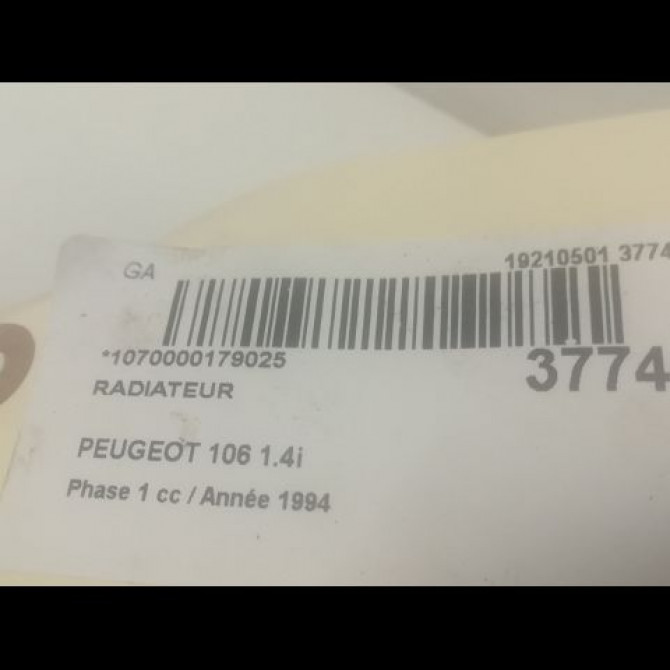 GA
19210501 3774
*1070000179025
3774
RADIATEUR
PEUGEOT 106 1.4i
Phase 1 cc / Année 1994